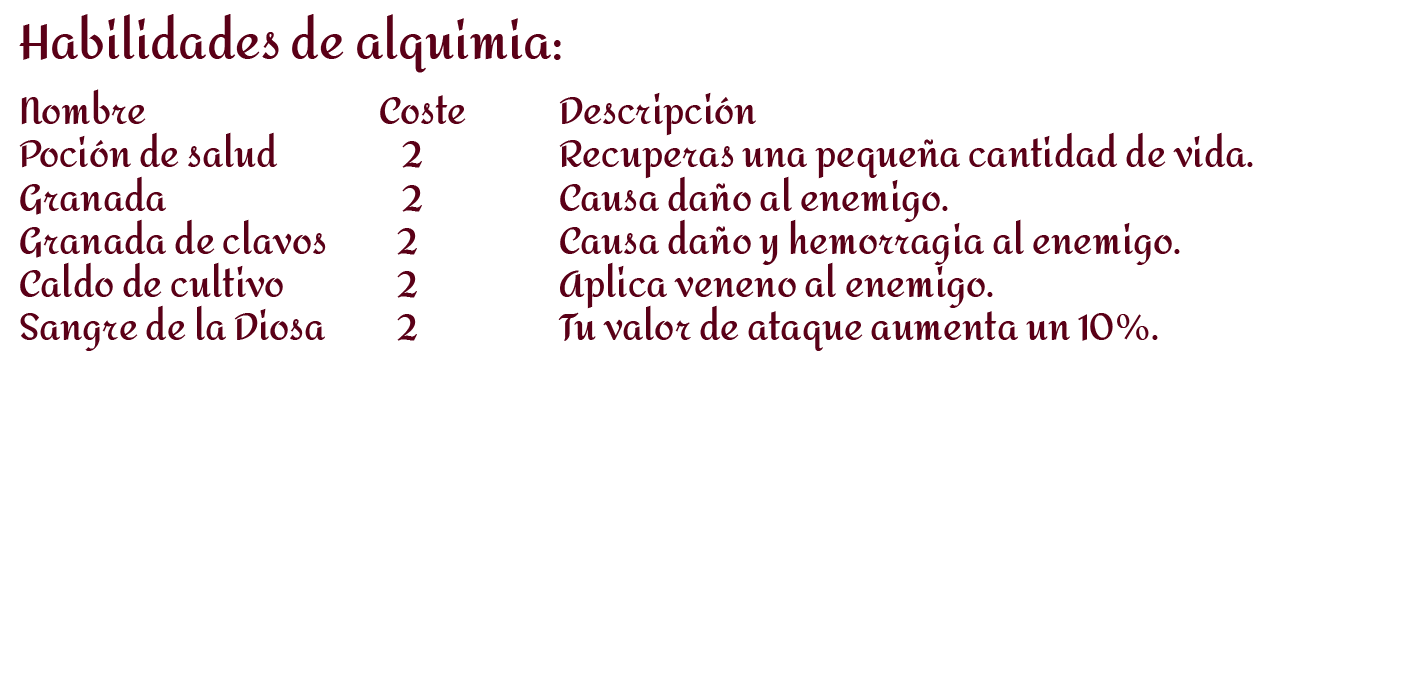 Habilidades de alquimia:
Nombre Coste Descripción
Poción de salud 2 Recuperas una pequeña cantidad de vida.
Granada 2 Causa daño al enemigo.
Granada de clavos 2 Causa daño y hemorragia al enemigo.
Caldo de cultivo 2 Aplica veneno al enemigo.
Sangre de la Diosa 2 Tu valor de ataque aumenta un 10%.